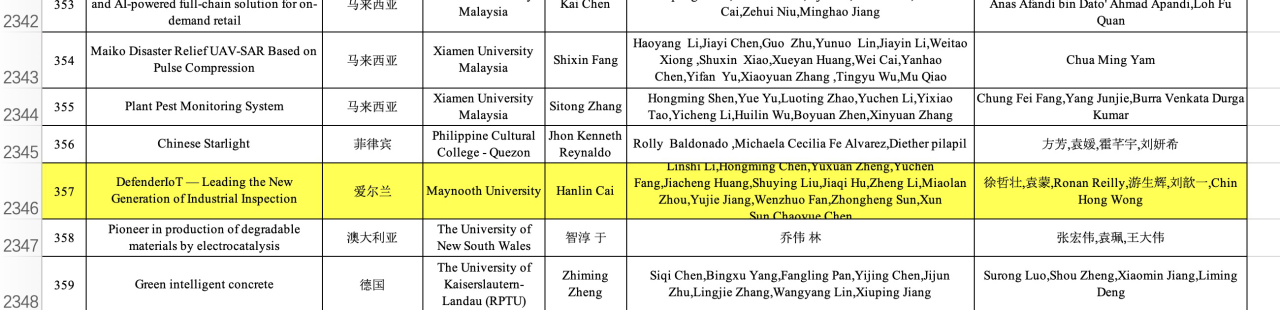 2342
353
and AI-powered full-chain solution for on-
demand retail
马来西亚
Malaysia
Kai Chen
Cai,Zehui Niu,Minghao Jiang
Anas Afandi bin Dato' Ahmad Apandi,Loh Fu
Quan
2343
354
Maiko Disaster Relief UAV-SAR Based on
Pulse Compression
马来西亚
Xiamen University
Malaysia
Shixin Fang
Haoyang Li,Jiayi Chen,Guo Zhu,Yunuo Lin,Jiayin Li,Weitao
Xiong ,Shuxin Xiao,Xueyan Huang,Wei Cai,Yanhao
Chen,Yifan Yu,Xiaoyuan Zhang ,Tingyu Wu,Mu Qiao
Chua Ming Yam
2344
355
Plant Pest Monitoring System
马来西亚
Xiamen University
Malaysia
Sitong Zhang
Hongming Shen,Yue Yu,Luoting Zhao,Yuchen Li,Yixiao
Tao,Yicheng Li,Huilin Wu,Boyuan Zhen,Xinyuan Zhang
Chung Fei Fang,Yang Junjie,Burra Venkata Durga
Kumar
2345
356
Chinese Starlight
菲律宾
Philippine Cultural
College - Quezon
Jhon Kenneth
Reynaldo
Rolly Baldonado ,Michaela Cecilia Fe Alvarez,Diether pilapil
方芳,袁媛,霍芊宇,刘妍希
2346
357
DefenderIoT — Leading the New
Generation of Industrial Inspection
爱尔兰
Maynooth University
Hanlin Cai
Linshi Li,Hongming Chen,Yuxuan Zheng,Yuchen
Fang,Jiacheng Huang,Shuying Liu,Jiaqi Hu,Zheng Li,Miaolan
Zhou,Yujie Jiang,Wenzhuo Fan,Zhongheng Sun,Xun
Sun,Chaoyue Chen
徐哲壮,袁蒙,Ronan Reilly,游生辉,刘歆一,Chin
Hong Wong
2347
358
Pioneer in production of degradable
materials by electrocatalysis
澳大利亚
The University of
New South Wales
智淳 于
乔伟 林
张宏伟,袁珮,王大伟
2348
359
Green intelligent concrete
德国
The University of
Kaiserslautern-
Landau (RPTU)
Zhiming
Zheng
Siqi Chen,Bingxu Yang,Fangling Pan,Yijing Chen,Jijun
Zhu,Lingjie Zhang,Wangyang Lin,Xiuping Jiang
Surong Luo,Shou Zheng,Xiaomin Jiang,Liming
Deng